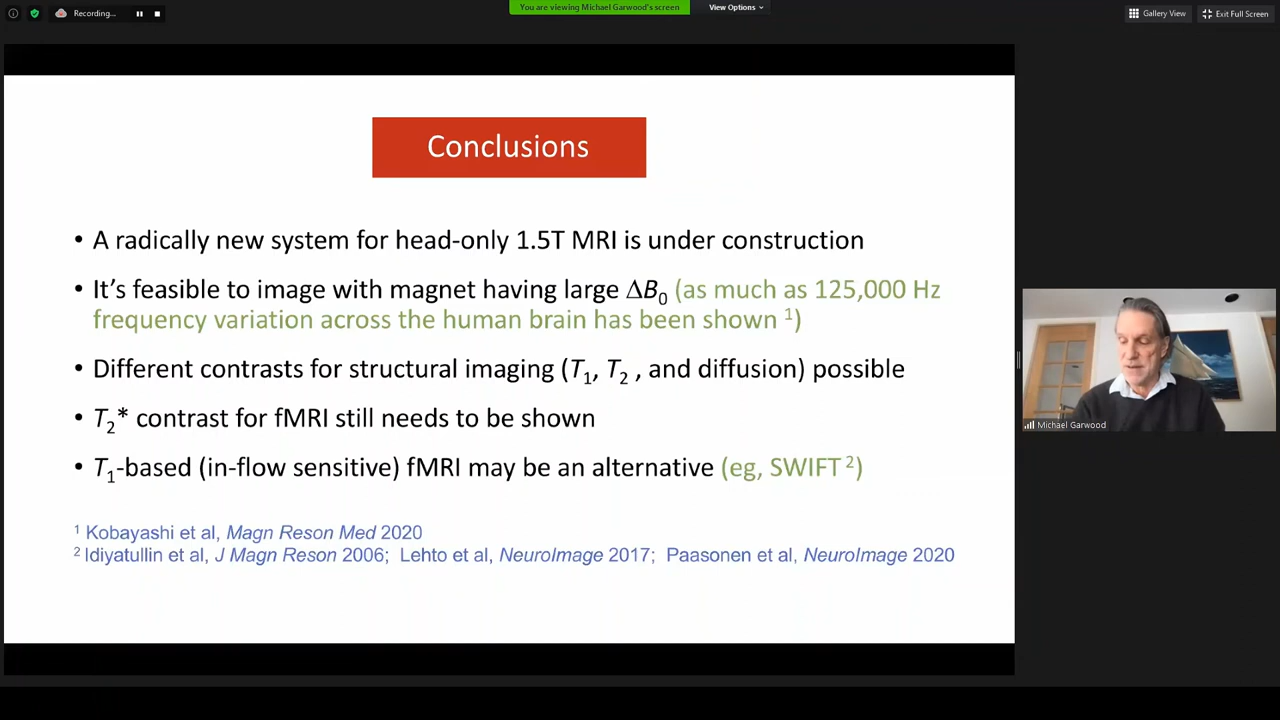 Recording...
You are viewing Michael Garwood's screen
View Options
Gallery View
Exit Full Screen
Conclusions
• A radically new system for head-only 1.5T MRI is under construction
• It's feasible to image with magnet having large ΔB0 (as much as 125,000 Hz
frequency variation across the human brain has been shown 1)
• Different contrasts for structural imaging (T1, T2 , and diffusion) possible
• T2* contrast for fMRI still needs to be shown
• T1-based (in-flow sensitive) fMRI may be an alternative (eg, SWIFT 2)
1 Kobayashi et al, Magn Reson Med 2020
2 Idiyatullin et al, J Magn Reson 2006; Lehto et al, NeuroImage 2017; Paasonen et al, NeuroImage 2020
Michael Garwood